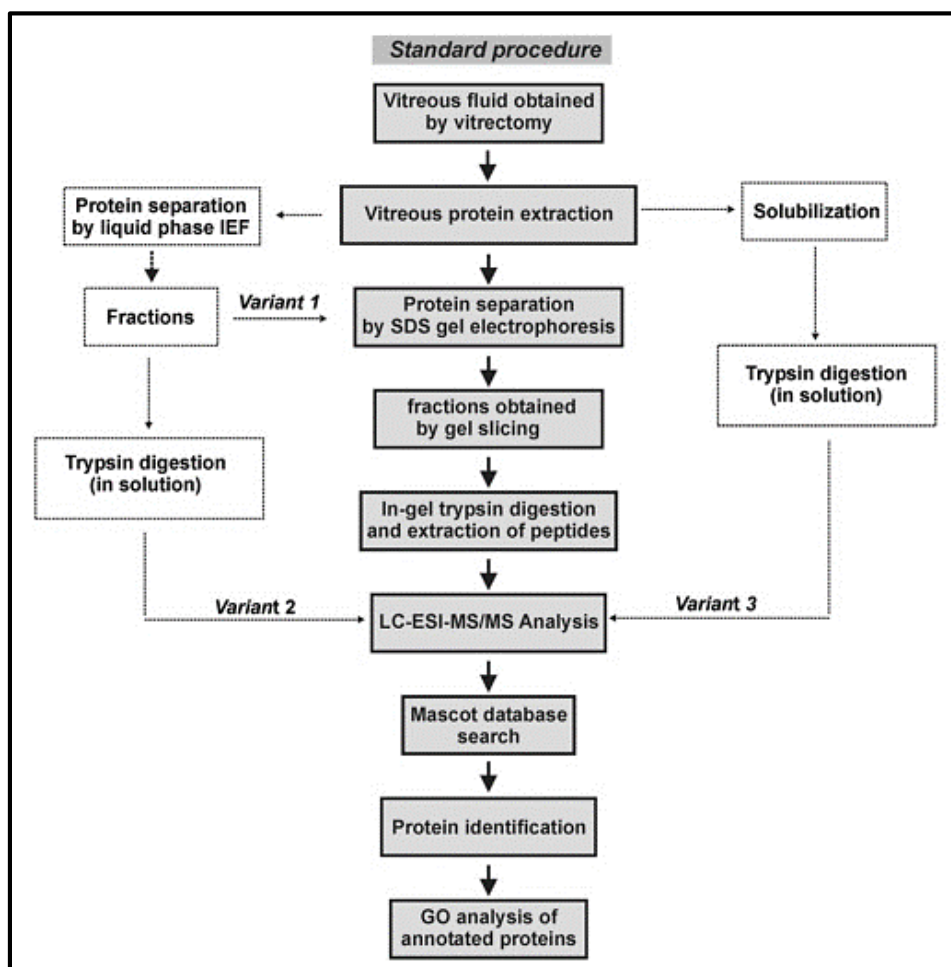 Standard procedure
Vitreous fluid obtained
by vitrectomy
Protein separation
by liquid phase IEF
Vitreous protein extraction
Solubilization
Fractions
Variant 1
Protein separation
by SDS gel electrophoresis
Trypsin digestion
(in solution)
fractions obtained
by gel slicing
Trypsin digestion
(in solution)
In-gel trypsin digestion
and extraction of peptides
Variant 2
LC-ESI-MS/MS Analysis
Variant 3
Mascot database
search
Protein identification
GO analysis of
annotated proteins